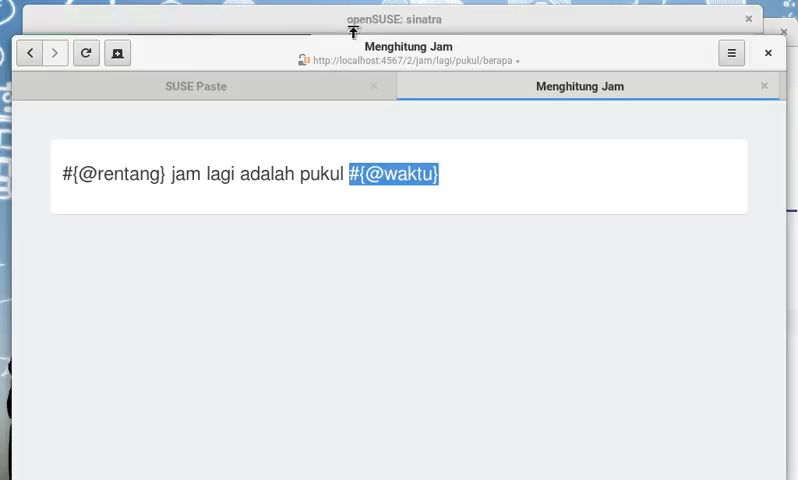 openSUSE: sinatra
Menghitung Jam
http://localhost:4567/2/jam/lagi/pukul/berapa
SUSE Paste
Menghitung Jam
#{@rentang} jam lagi adalah pukul #{@waktu}